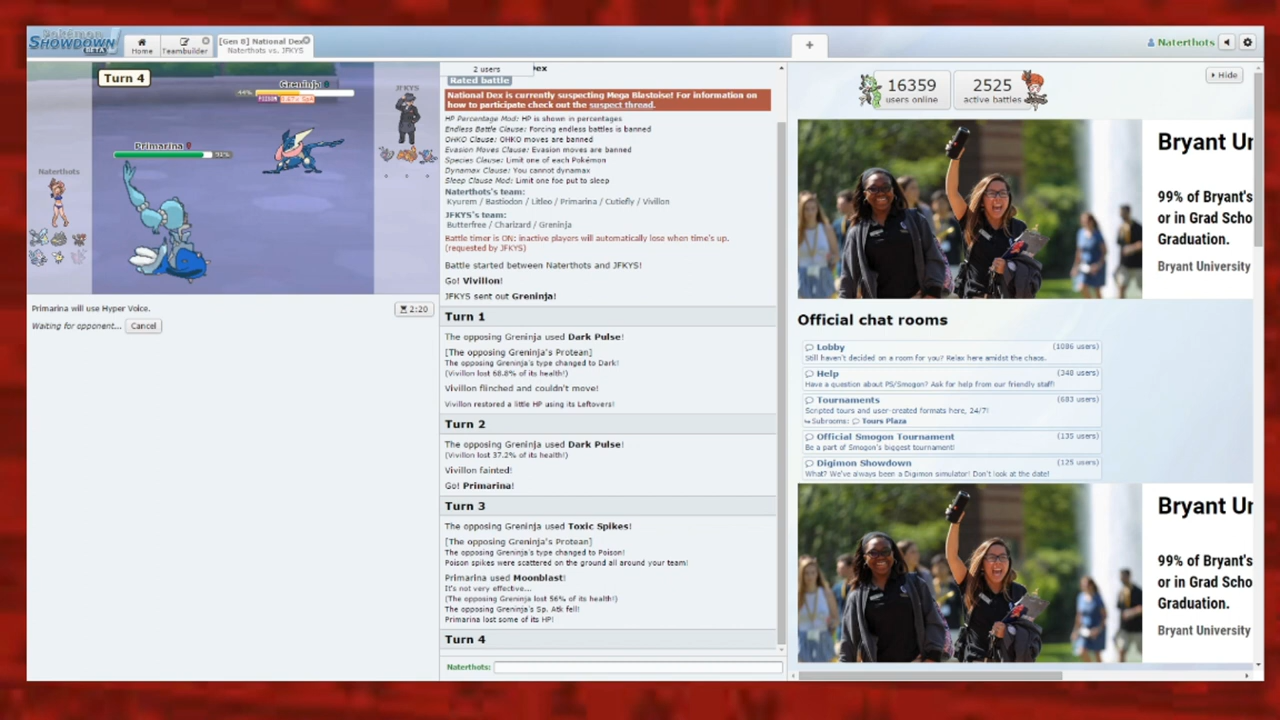 Pokémon
SHOWDOWN
BETA
Home
Teambuilder
[Gen 8] National Dex
Naterthots vs. JFKYS
+
Naterthots
Turn 4
Greninja
44%
POISON 0.67× SpA
Primarina
91%
Naterthots
JFKYS
Primarina will use Hyper Voice.
2:20
Waiting for opponent...
Cancel
2 users
Rated battle
National Dex is currently suspecting Mega Blastoise! For information on
how to participate check out the suspect thread.
HP Percentage Mod: HP is shown in percentages
Endless Battle Clause: Forcing endless battles is banned
OHKO Clause: OHKO moves are banned
Evasion Moves Clause: Evasion moves are banned
Species Clause: Limit one of each Pokémon
Dynamax Clause: You cannot dynamax
Sleep Clause Mod: Limit one foe put to sleep
Naterthots's team:
Kyurem / Bastiodon / Litleo / Primarina / Cutiefly / Vivillon
JFKYS's team:
Butterfree / Charizard / Greninja
Battle timer is ON: inactive players will automatically lose when time's up.
(requested by JFKYS)
Battle started between Naterthots and JFKYS!
Go! Vivillon!
JFKYS sent out Greninja!
Turn 1
The opposing Greninja used Dark Pulse!
[The opposing Greninja's Protean]
The opposing Greninja's type changed to Dark!
(Vivillon lost 68.8% of its health!)
Vivillon flinched and couldn't move!
Vivillon restored a little HP using its Leftovers!
Turn 2
The opposing Greninja used Dark Pulse!
(Vivillon lost 37.2% of its health!)
Vivillon fainted!
Go! Primarina!
Turn 3
The opposing Greninja used Toxic Spikes!
[The opposing Greninja's Protean]
The opposing Greninja's type changed to Poison!
Poison spikes were scattered on the ground all around your team!
Primarina used Moonblast!
It's not very effective...
(The opposing Greninja lost 56% of its health!)
The opposing Greninja's Sp. Atk fell!
Primarina lost some of its HP!
Turn 4
Naterthots:
16359
users online
2525
active battles
Hide
Bryant Ur
99% of Bryant's
or in Grad Scho
Graduation.
Bryant University
Official chat rooms
Lobby
(1086 users)
Still haven't decided on a room for you? Relax here amidst the chaos.
Help
(340 users)
Have a question about PS/Smogon? Ask for help from our friendly staff!
Tournaments
(683 users)
Scripted tours and user-created formats here, 24/7!
Subrooms: Tours Plaza
Official Smogon Tournament
(135 users)
Be a part of Smogon's biggest tournament!
Digimon Showdown
(125 users)
What? We've always been a Digimon simulator! Don't look at the date!
Bryant Ur
99% of Bryant's
or in Grad Scho
Graduation.
Bryant University